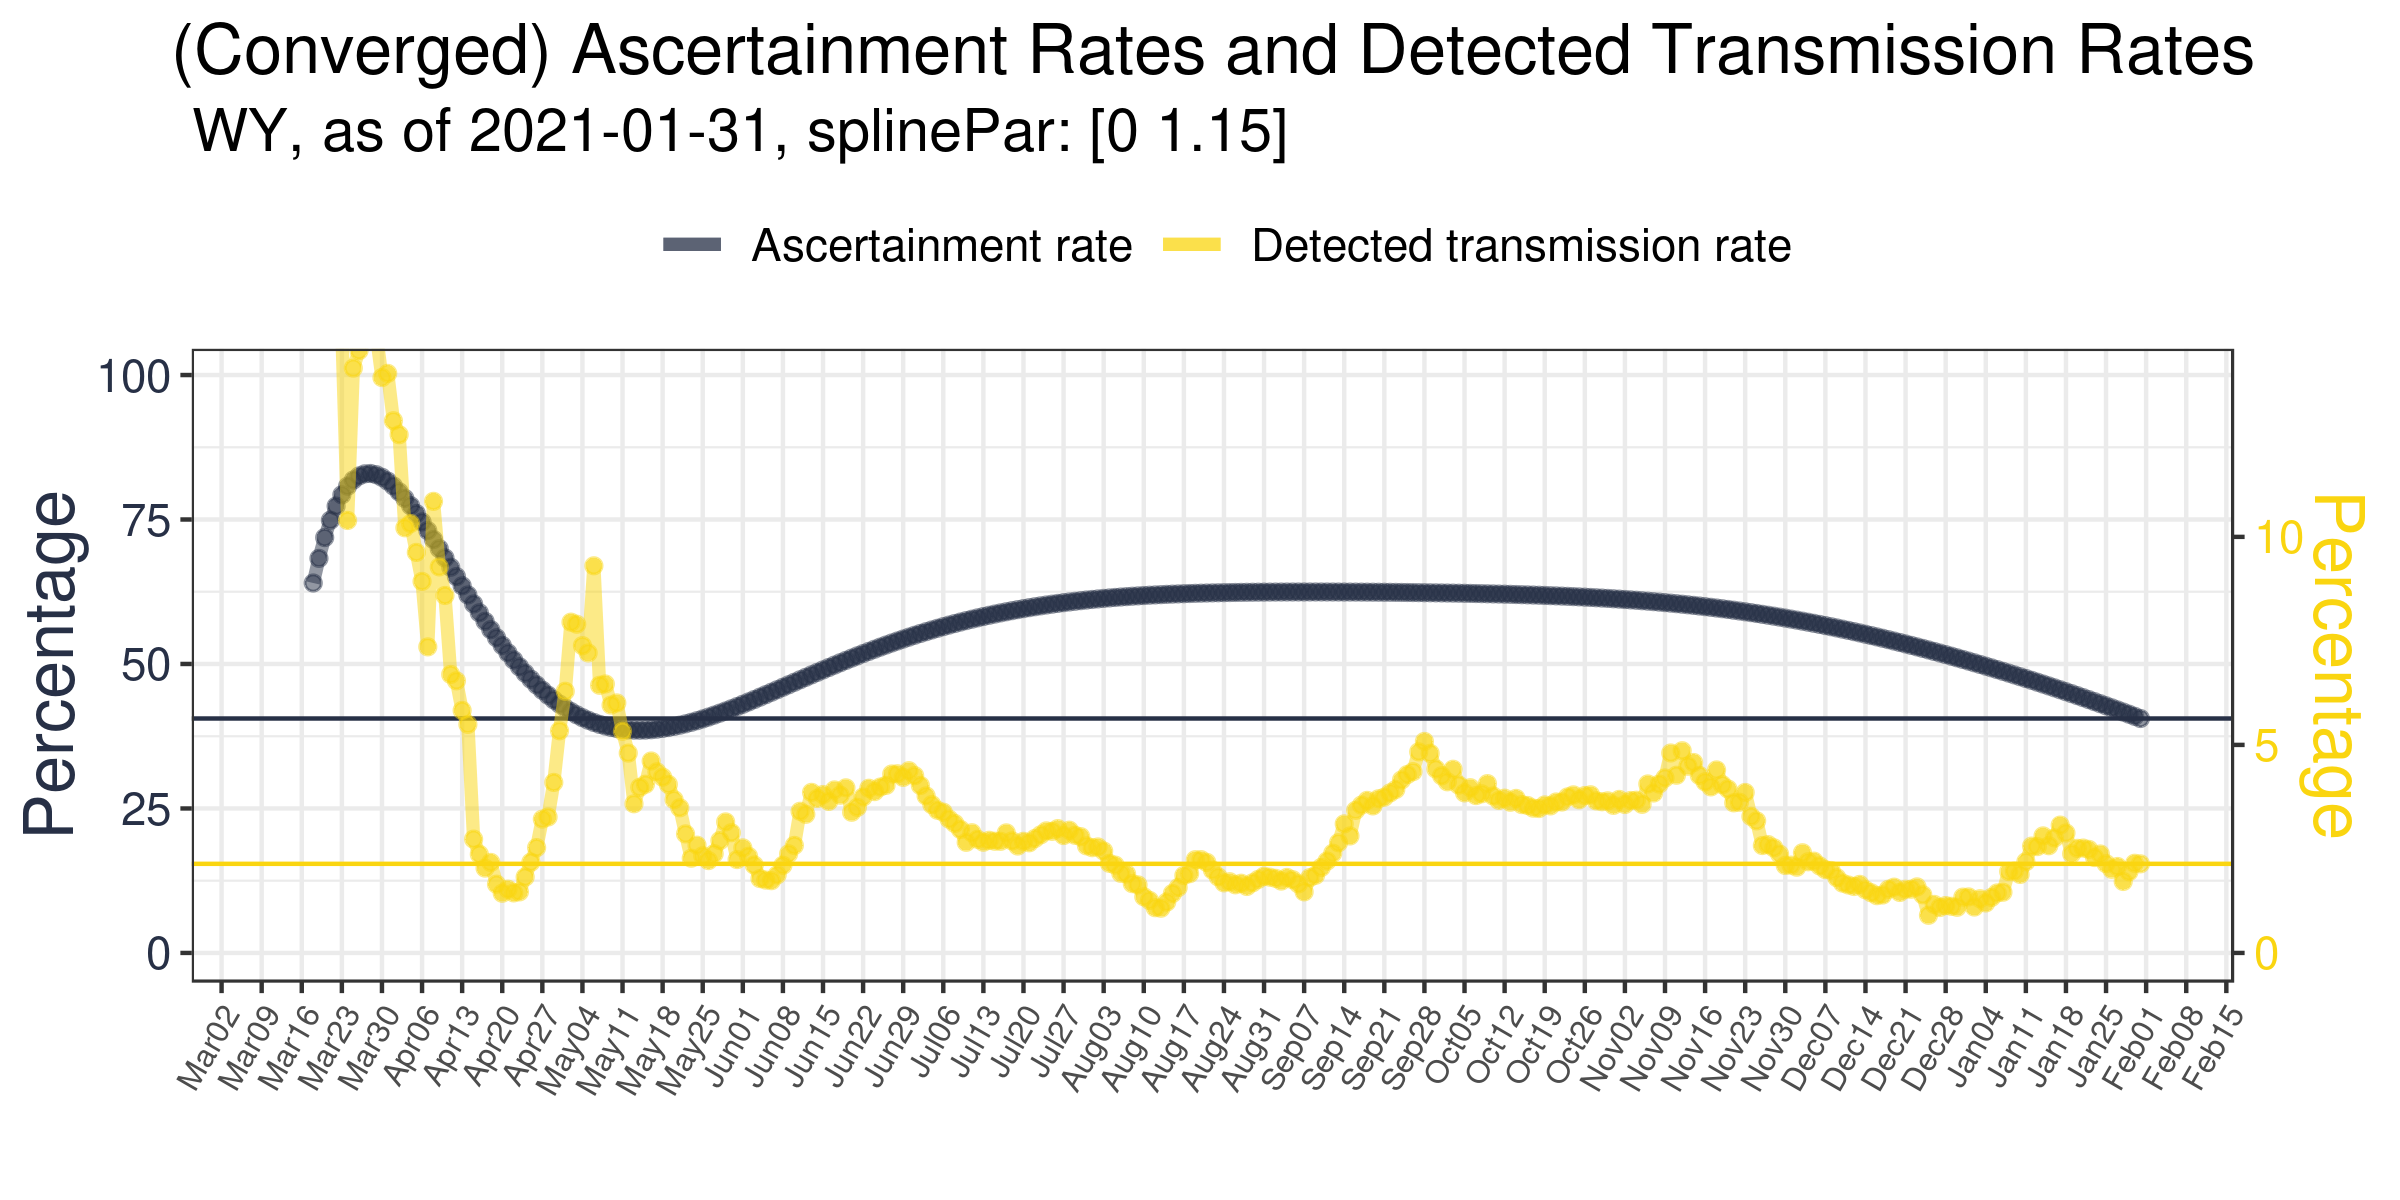 (Converged) Ascertainment Rates and Detected Transmission Rates
WY, as of 2021-01-31, splinePar: [0 1.15]
Ascertainment rate Detected transmission rate
Percentage
100
75
50
25
0
10
5
0
Percentage
Mar02 Mar09 Mar16 Mar23 Mar30 Apr06 Apr13 Apr20 Apr27 May04 May11 May18 May25 Jun01 Jun08 Jun15 Jun22 Jun29 Jul06 Jul13 Jul20 Jul27 Aug03 Aug10 Aug17 Aug24 Aug31 Sep07 Sep14 Sep21 Sep28 Oct05 Oct12 Oct19 Oct26 Nov02 Nov09 Nov16 Nov23 Nov30 Dec07 Dec14 Dec21 Dec28 Jan04 Jan11 Jan18 Jan25 Feb01 Feb08 Feb15